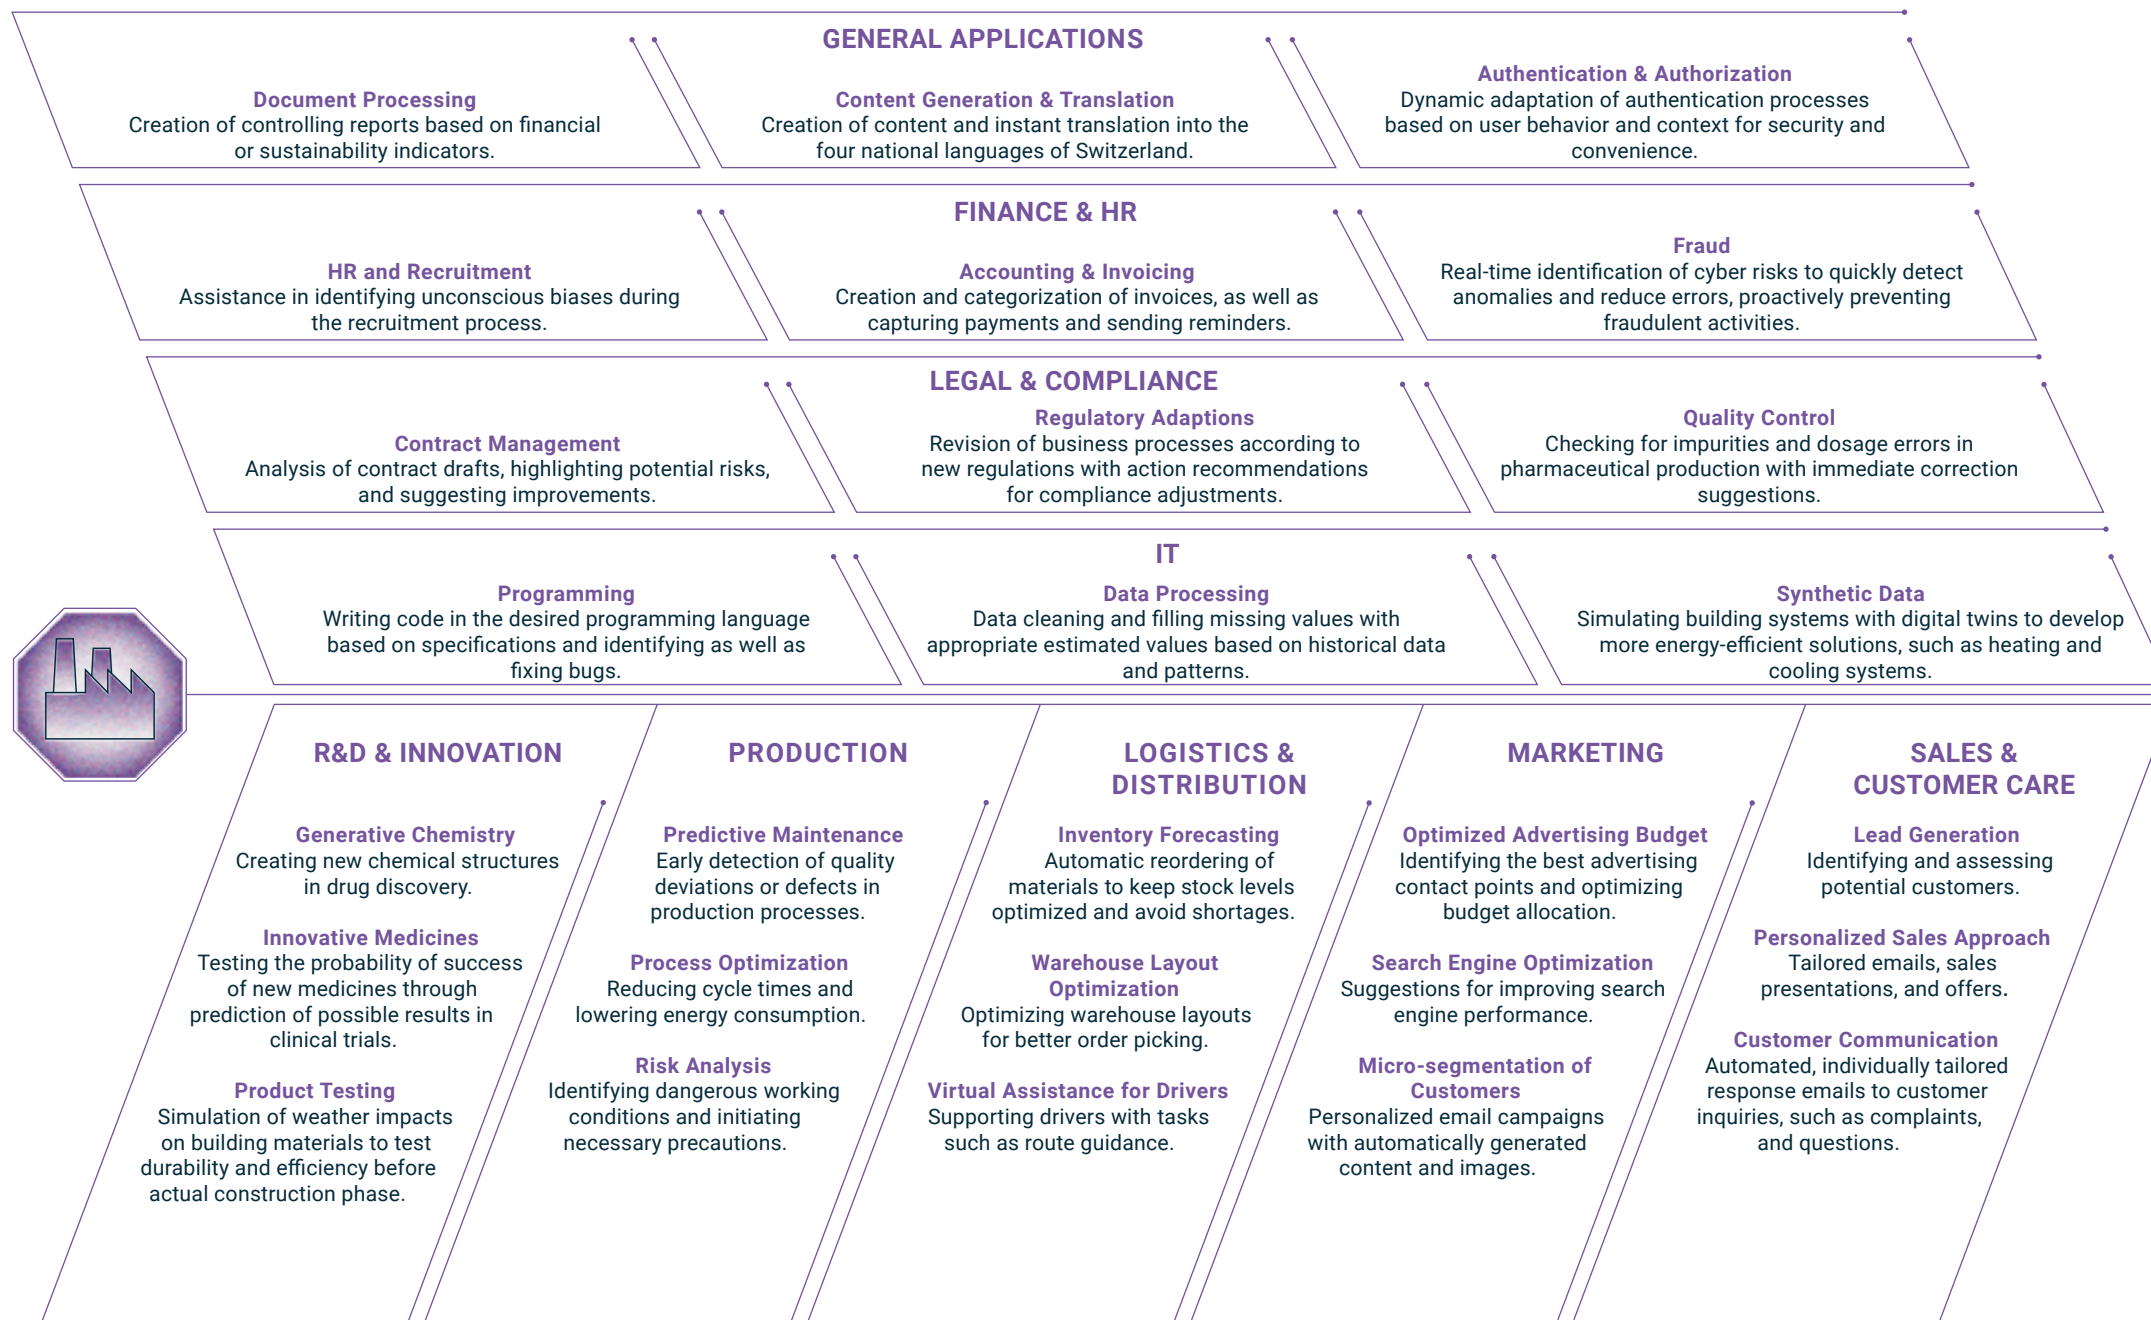 GENERAL APPLICATIONS
Document Processing
Creation of controlling reports based on financial
or sustainability indicators.
Content Generation & Translation
Creation of content and instant translation into the
four national languages of Switzerland.
Authentication & Authorization
Dynamic adaptation of authentication processes
based on user behavior and context for security and
convenience.
FINANCE & HR
HR and Recruitment
Assistance in identifying unconscious biases during
the recruitment process.
Accounting & Invoicing
Creation and categorization of invoices, as well as
capturing payments and sending reminders.
Fraud
Real-time identification of cyber risks to quickly detect
anomalies and reduce errors, proactively preventing
fraudulent activities.
LEGAL & COMPLIANCE
Contract Management
Analysis of contract drafts, highlighting potential risks,
and suggesting improvements.
Regulatory Adaptions
Revision of business processes according to
new regulations with action recommendations
for compliance adjustments.
Quality Control
Checking for impurities and dosage errors in
pharmaceutical production with immediate correction
suggestions.
IT
Programming
Writing code in the desired programming language
based on specifications and identifying as well as
fixing bugs.
Data Processing
Data cleaning and filling missing values with
appropriate estimated values based on historical data
and patterns.
Synthetic Data
Simulating building systems with digital twins to develop
more energy-efficient solutions, such as heating and
cooling systems.
R&D & INNOVATION
Generative Chemistry
Creating new chemical structures
in drug discovery.
Innovative Medicines
Testing the probability of success
of new medicines through
prediction of possible results in
clinical trials.
Product Testing
Simulation of weather impacts
on building materials to test
durability and efficiency before
actual construction phase.
PRODUCTION
Predictive Maintenance
Early detection of quality
deviations or defects in
production processes.
Process Optimization
Reducing cycle times and
lowering energy consumption.
Risk Analysis
Identifying dangerous working
conditions and initiating
necessary precautions.
LOGISTICS &
DISTRIBUTION
Inventory Forecasting
Automatic reordering of
materials to keep stock levels
optimized and avoid shortages.
Warehouse Layout
Optimization
Optimizing warehouse layouts
for better order picking.
Virtual Assistance for Drivers
Supporting drivers with tasks
such as route guidance.
MARKETING
Optimized Advertising Budget
Identifying the best advertising
contact points and optimizing
budget allocation.
Search Engine Optimization
Suggestions for improving search
engine performance.
Micro-segmentation of
Customers
Personalized email campaigns
with automatically generated
content and images.
SALES &
CUSTOMER CARE
Lead Generation
Identifying and assessing
potential customers.
Personalized Sales Approach
Tailored emails, sales
presentations, and offers.
Customer Communication
Automated, individually tailored
response emails to customer
inquiries, such as complaints,
and questions.